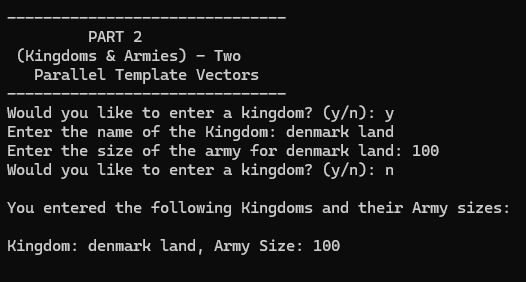 -------------------------------
PART 2
(Kingdoms & Armies) - Two
Parallel Template Vectors
-------------------------------
Would you like to enter a kingdom? (y/n): y
Enter the name of the Kingdom: denmark land
Enter the size of the army for denmark land: 100
Would you like to enter a kingdom? (y/n): n
You entered the following Kingdoms and their Army sizes:
Kingdom: denmark land, Army Size: 100